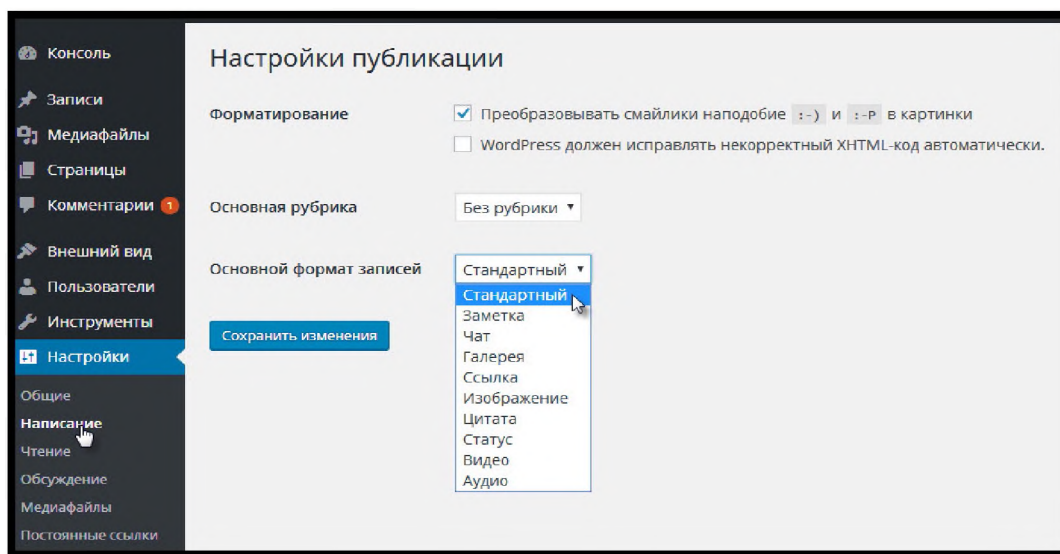 Консоль
Записи
Медиафайлы
Страницы
Комментарии 1
Внешний вид
Пользователи
Инструменты
Настройки
Общие
Написание
Чтение
Обсуждение
Медиафайлы
Постоянные ссылки
Настройки публикации
Форматирование
Преобразовывать смайлики наподобие :-) и :-P в картинки
WordPress должен исправлять некорректный XHTML-код автоматически.
Основная рубрика
Без рубрики
Основной формат записей
Стандартный
Стандартный
Заметка
Чат
Галерея
Ссылка
Изображение
Цитата
Статус
Видео
Аудио
Сохранить изменения